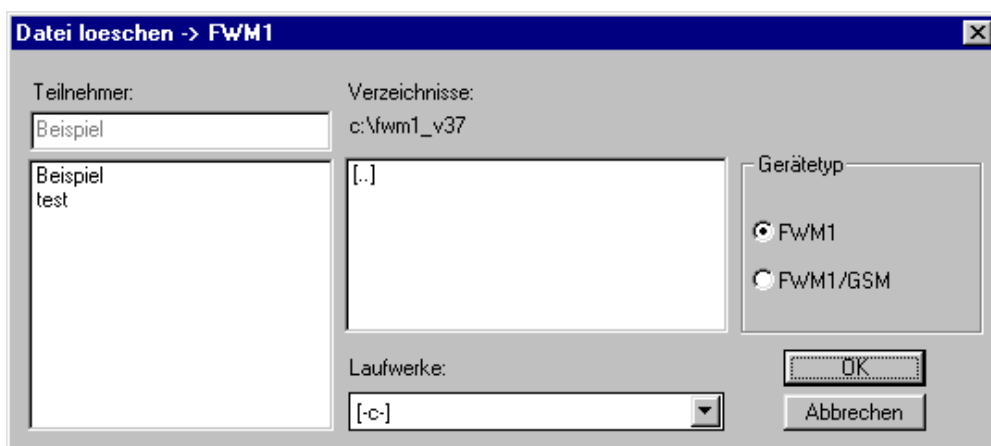 Datei loeschen -> FWM1
Teilnehmer:
Beispiel
Beispiel
test
Verzeichnisse:
c:\fwm1_v37
[..]
Laufwerke:
[-c-]
Gerätetyp
FWM1
FWM1/GSM
OK
Abbrechen